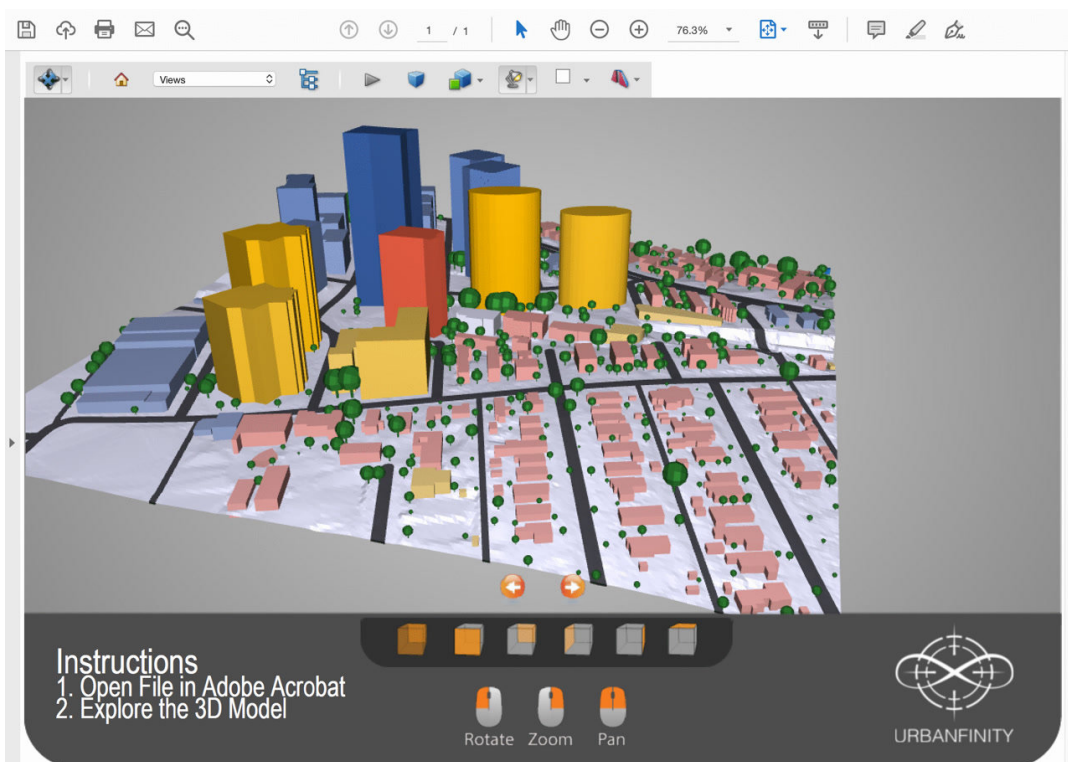 1 / 1
76.3%
Views
Instructions
1. Open File in Adobe Acrobat
2. Explore the 3D Model
Rotate Zoom Pan
URBANFINITY